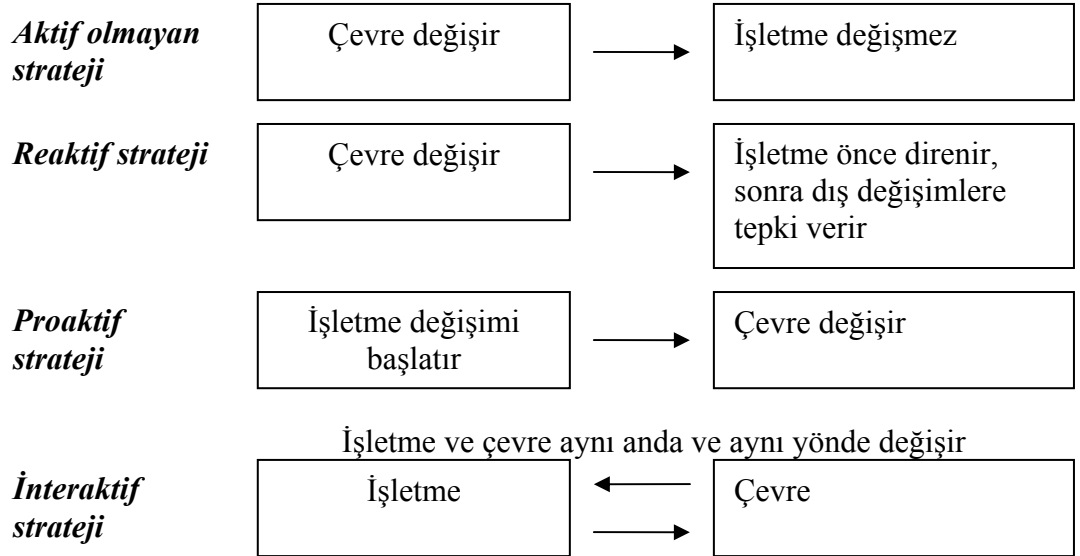 Aktif olmayan strateji
Çevre değişir
İşletme değişmez
Reaktif strateji
Çevre değişir
İşletme önce direnir,
sonra dış değişimlere
tepki verir
Proaktif
strateji
İşletme değişimi
başlatır
Çevre değişir
İşletme ve çevre aynı anda ve aynı yönde değişir
İnteraktif
strateji
İşletme
Çevre